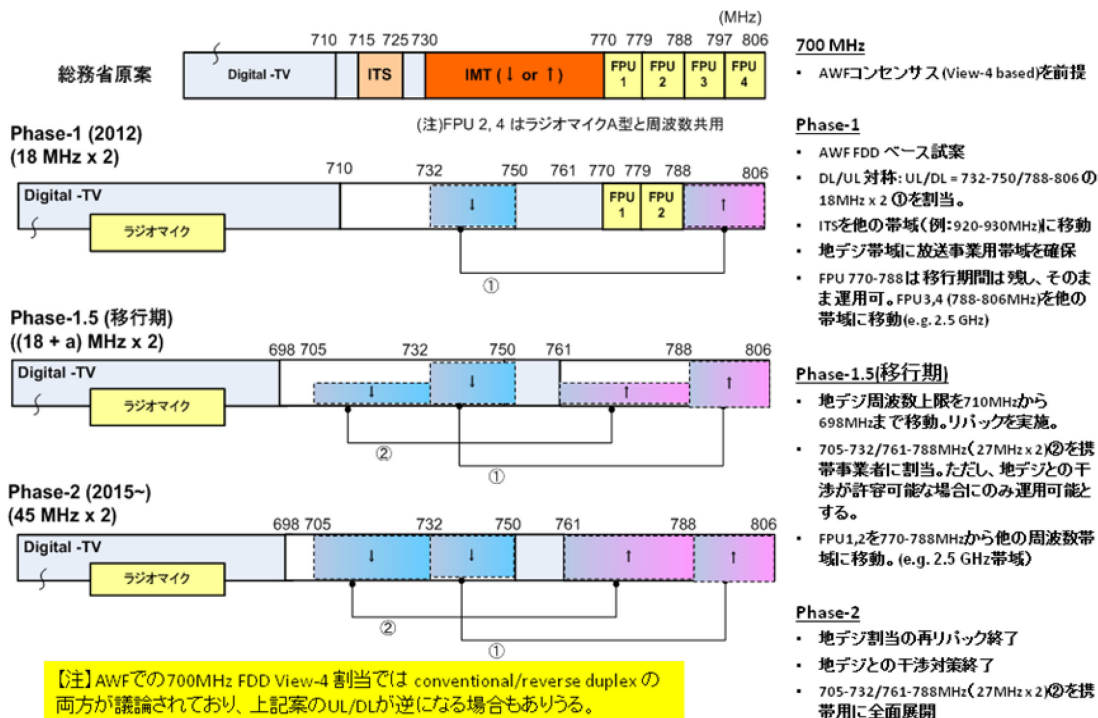 (MHz)
710 715 725 730 770 779 788 797 806
総務省原案
Digital -TV
ITS
IMT (↓ or ↑)
FPU 1
FPU 2
FPU 3
FPU 4
(注)FPU 2, 4 はラジオマイクA型と周波数共用
Phase-1 (2012)
(18 MHz x 2)
710 732 750 761 770 779 788 806
Digital -TV
ラジオマイク
↓
FPU 1
FPU 2
↑
①
Phase-1.5 (移行期)
((18 + a) MHz x 2)
698 705 732 750 761 788 806
Digital -TV
ラジオマイク
↓
↓
↑
↑
②
①
Phase-2 (2015~)
(45 MHz x 2)
698 705 732 750 761 788 806
Digital -TV
ラジオマイク
↓
↓
↑
↑
②
①
【注】AWFでの700MHz FDD View-4 割当では conventional/reverse duplex の
両方が議論されており、上記案のUL/DLが逆になる場合もありうる。
700 MHz
▪ AWFコンセンサス(View-4 based)を前提
Phase-1
▪ AWF FDD ベース試案
▪ DL/UL 対称: UL/DL = 732-750/788-806 の
18MHz x 2 ①を割当。
▪ ITSを他の帯域(例:920-930MHz)に移動
▪ 地デジ帯域に放送事業用帯域を確保
▪ FPU 770-788は移行期間は残し、そのま
ま運用可。FPU3,4 (788-806MHz)を他の
帯域に移動(e.g. 2.5 GHz)
Phase-1.5(移行期)
▪ 地デジ周波数上限を710MHzから
698MHzまで移動。リパックを実施。
▪ 705-732/761-788MHz(27MHz x 2)②を携
帯事業者に割当。ただし、地デジとの干
渉が許容可能な場合にのみ運用可能と
する。
▪ FPU1,2を770-788MHzから他の周波数帯
域に移動。(e.g. 2.5 GHz帯域)
Phase-2
▪ 地デジ割当の再リパック終了
▪ 地デジとの干渉対策終了
▪ 705-732/761-788MHz(27MHz x 2)②を携
帯用に全面展開